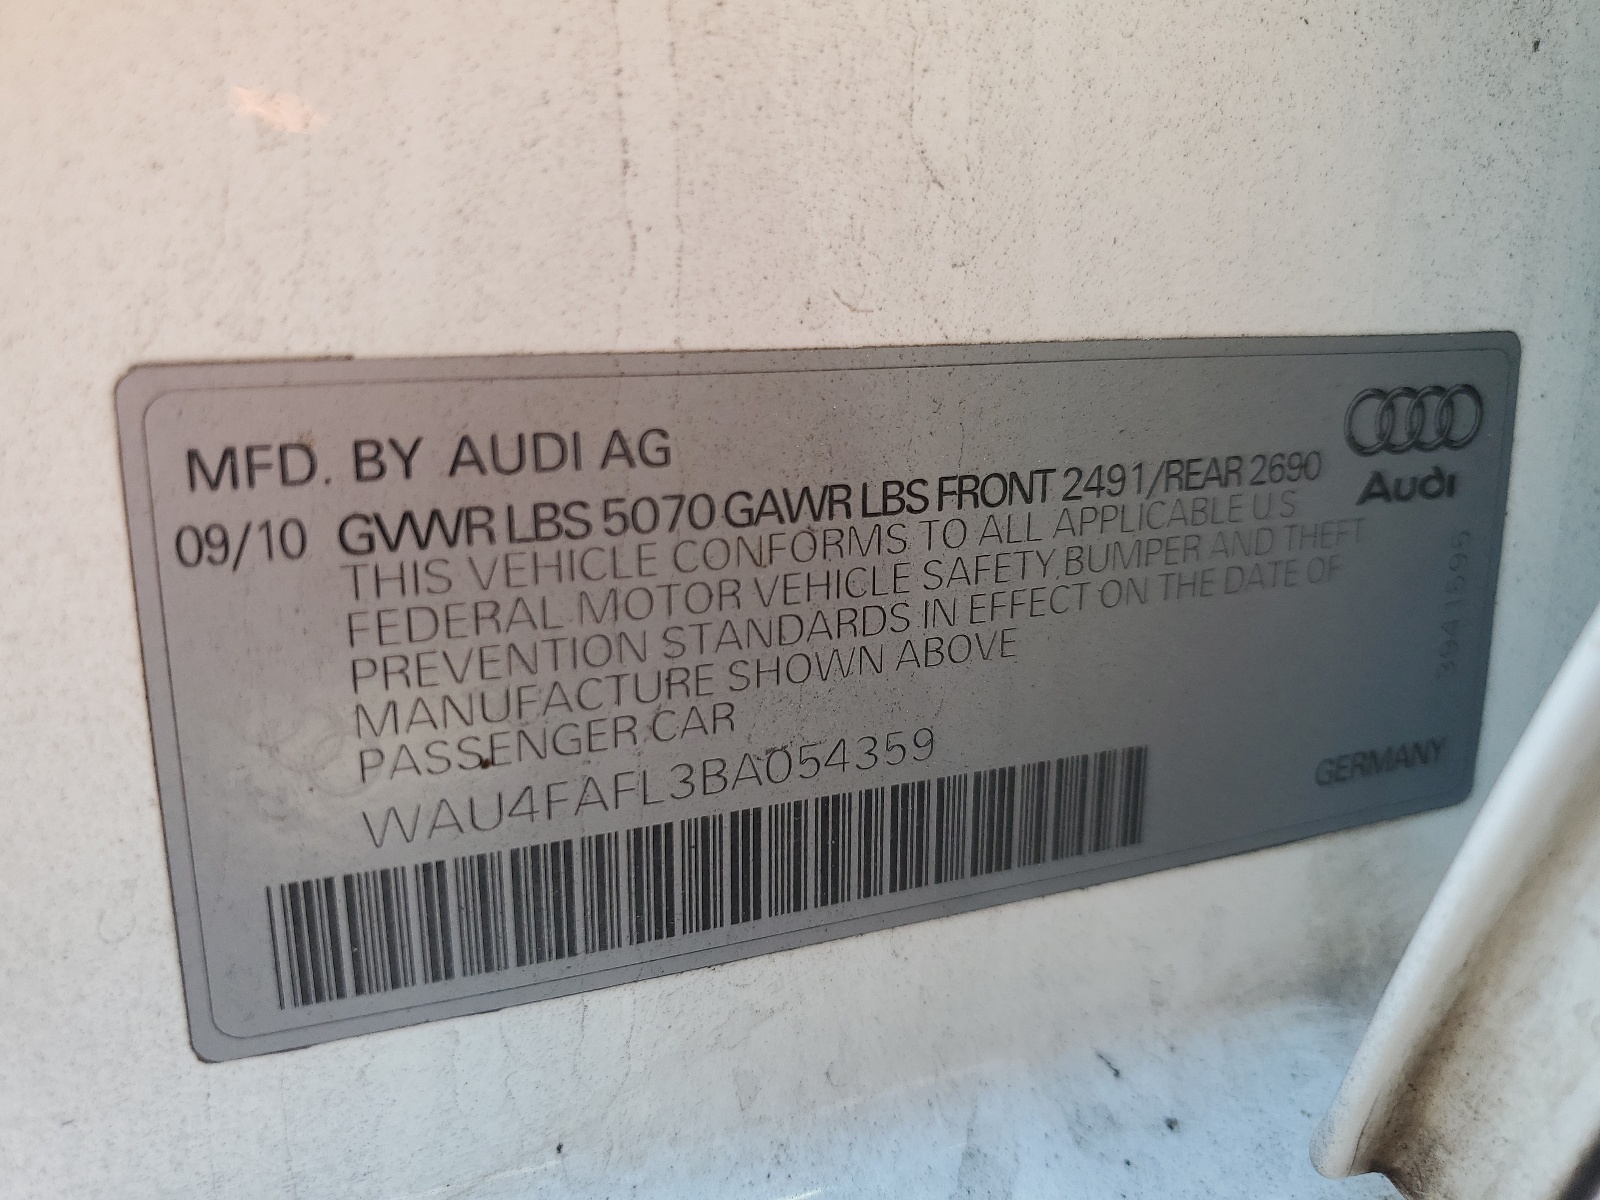 MFD. BY AUDI AG
09/10 GVWR LBS 5070 GAWR LBS FRONT 2491/REAR 2690
THIS VEHICLE CONFORMS TO ALL APPLICABLE U S
FEDERAL MOTOR VEHICLE SAFETY, BUMPER AND THEFT
PREVENTION STANDARDS IN EFFECT ON THE DATE OF
MANUFACTURE SHOWN ABOVE
PASSENGER CAR
WAU4FAFL3BA054359
Audi
3941595
GERMANY